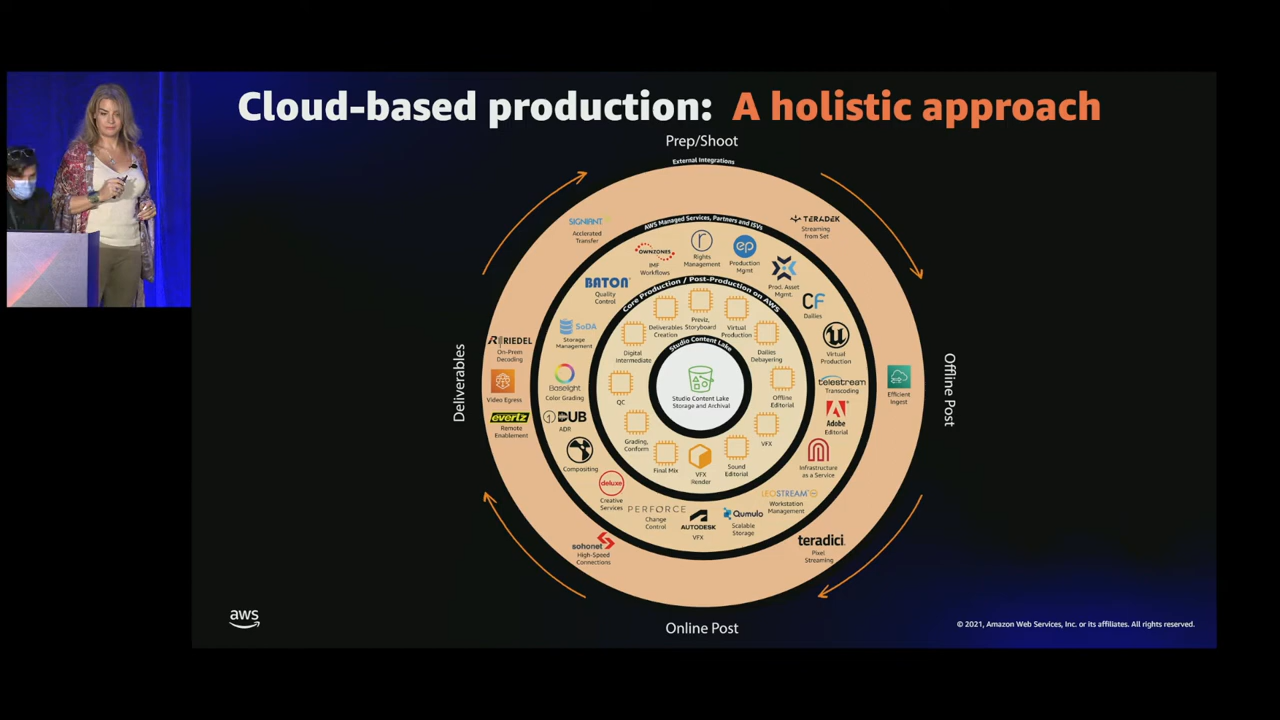 Cloud-based production: A holistic approach
Prep/Shoot
External Integrations
SIGNIANT
Acclerated
Transfer
TERADEK
Streaming
from Set
AWS Managed Services, Partners and ISVs
OWNZONES
IMF
Workflows
r
Rights
Management
ep
Production
Mgmt
Prod. Asset
Mgmt.
BATON
Quality
Control
CF
Dailies
Core Production / Post-Production on AWS
Deliverables
Creation
Previz,
Storyboard
Virtual
Production
SoDA
Storage
Management
Virtual
Production
Digital
Intermediate
Dailies
Debayering
Studio Content Lake
RIEDEL
On-Prem
Decoding
Video Egress
Baselight
Color Grading
QC
Studio Content Lake
Storage and Archival
Offline
Editorial
telestream
Transcoding
Efficient
Ingest
Deliverables
Offline Post
evertz
Remote
Enablement
DUB
ADR
Adobe
Editorial
Grading,
Conform
VFX
Compositing
Final Mix
VFX
Render
Sound
Editorial
Infrastructure
as a Service
deluxe
Creative
Services
LEOSTREAM
Workstation
Management
PERFORCE
Change
Control
AUTODESK
VFX
Qumulo
Scalable
Storage
sohonet
High-Speed
Connections
teradici
Pixel
Streaming
Online Post
aws
© 2021, Amazon Web Services, Inc. or its affiliates. All rights reserved.